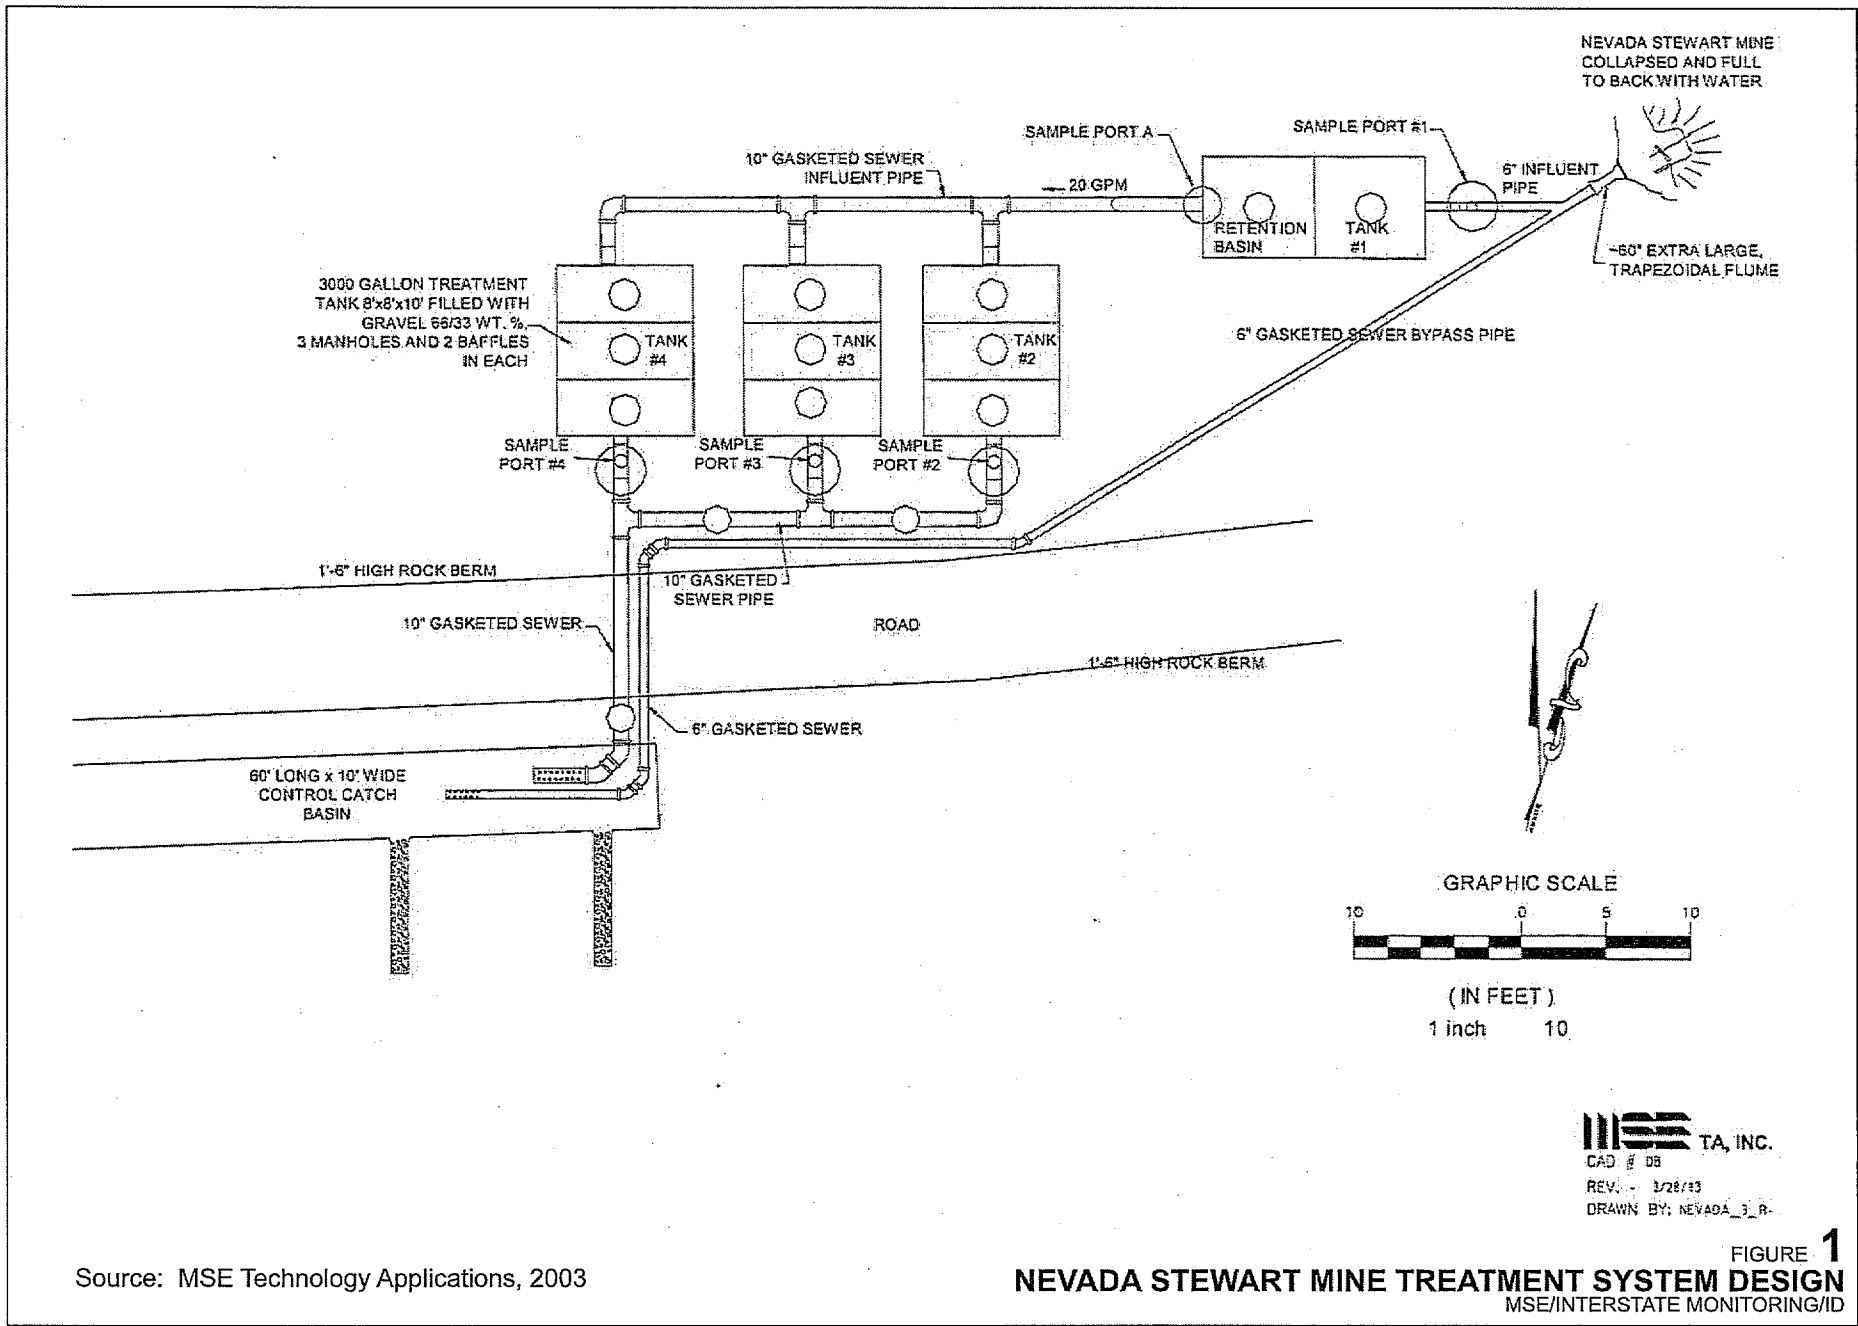 NEVADA STEWART MINE
COLLAPSED AND FULL
TO BACK WITH WATER
SAMPLE PORT A
SAMPLE PORT #1
10" GASKETED SEWER
INFLUENT PIPE
20 GPM
6" INFLUENT
PIPE
RETENTION
BASIN
TANK
#1
~60" EXTRA LARGE,
TRAPEZOIDAL FLUME
3000 GALLON TREATMENT
TANK 8'x8'x10' FILLED WITH
GRAVEL 66/33 WT. %,
3 MANHOLES AND 2 BAFFLES
IN EACH
TANK
#4
TANK
#3
TANK
#2
6" GASKETED SEWER BYPASS PIPE
SAMPLE
PORT #4
SAMPLE
PORT #3
SAMPLE
PORT #2
1'-6" HIGH ROCK BERM
10" GASKETED
SEWER PIPE
10" GASKETED SEWER
ROAD
1'-6" HIGH ROCK BERM
6" GASKETED SEWER
60' LONG x 10' WIDE
CONTROL CATCH
BASIN
GRAPHIC SCALE
10 0 5 10
( IN FEET )
1 inch 10
MSE TA, INC.
CAD # DB
REV. -
DRAWN BY:
Source: MSE Technology Applications, 2003
FIGURE 1
NEVADA STEWART MINE TREATMENT SYSTEM DESIGN
MSE/INTERSTATE MONITORING/ID